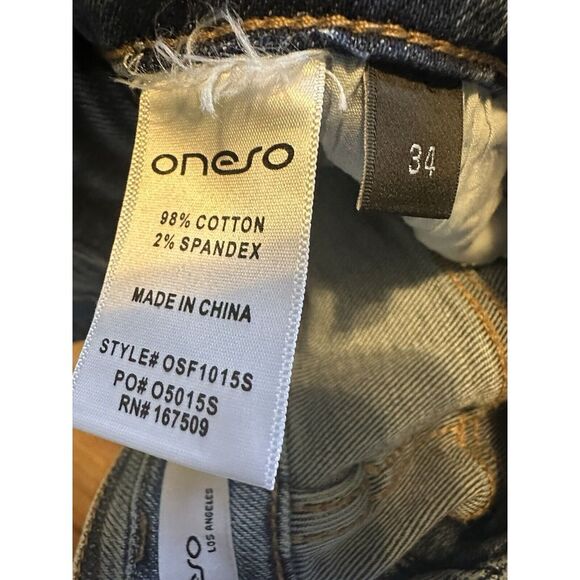 oneso
34
98% COTTON
2% SPANDEX
MADE IN CHINA
STYLE# OSF1015S
PO# O5015S
RN# 167509
LOS ANGELES